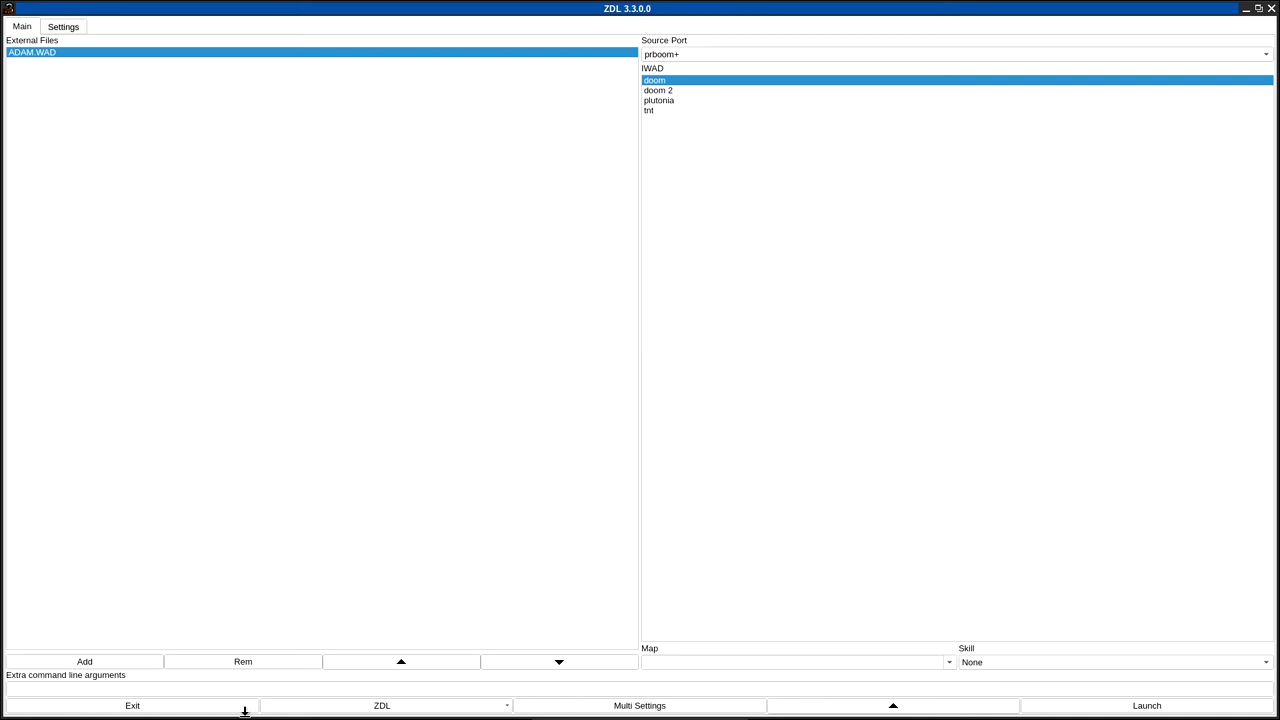 ZDL 3.3.0.0
Main
Settings
External Files
ADAM.WAD
Source Port
prboom+
IWAD
doom
doom 2
plutonia
tnt
Add
Rem
Map
Skill
None
Extra command line arguments
Exit
ZDL
Multi Settings
Launch